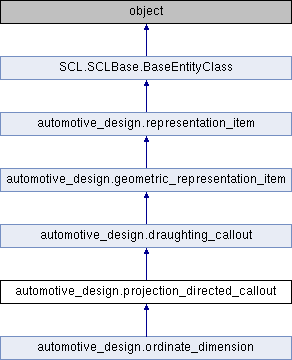 object
SCL.SCLBase.BaseEntityClass
automotive_design.representation_item
automotive_design.geometric_representation_item
automotive_design.draughting_callout
automotive_design.projection_directed_callout
automotive_design.ordinate_dimension